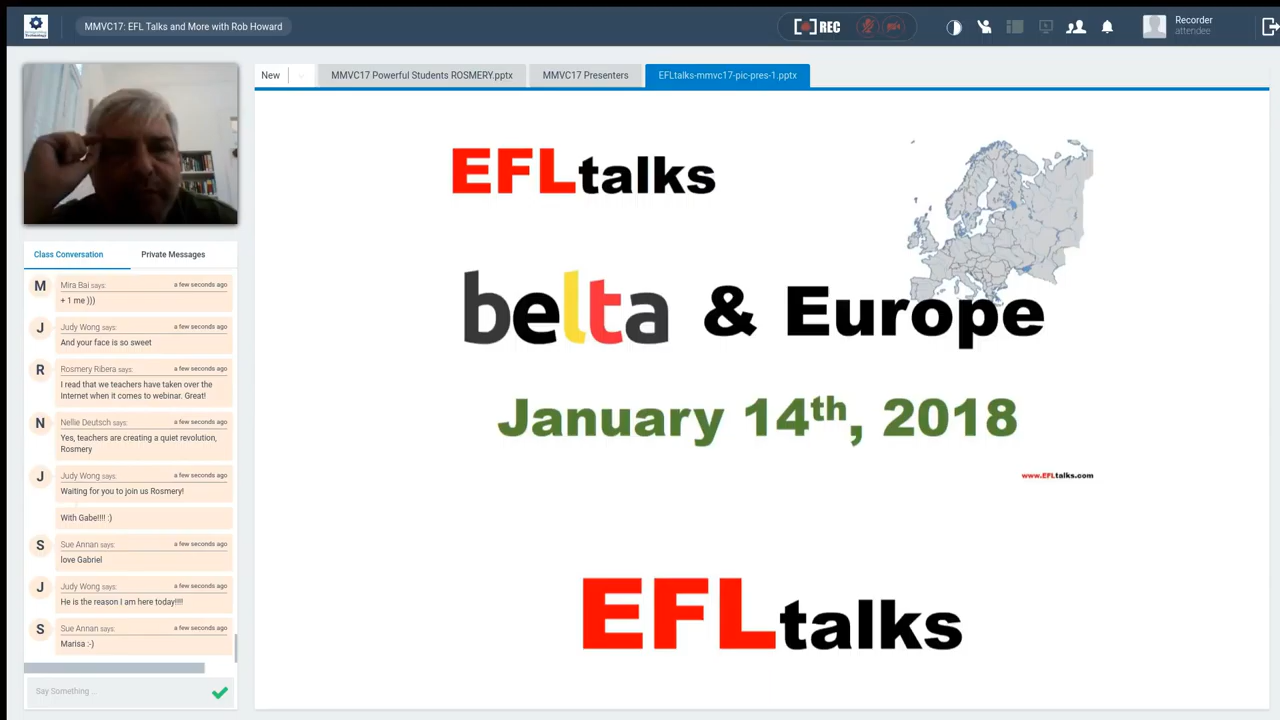 MMVC17: EFL Talks and More with Rob Howard
REC
Recorder
attendee
New
MMVC17 Powerful Students ROSMERY.pptx
MMVC17 Presenters
EFLtalks-mmvc17-pic-pres-1.pptx
Class Conversation
Private Messages
M
Mira Bai says:
a few seconds ago
+ 1 me )))
J
Judy Wong says:
a few seconds ago
And your face is so sweet
R
Rosmery Ribera says:
a few seconds ago
I read that we teachers have taken over the
Internet when it comes to webinar. Great!
N
Nellie Deutsch says:
a few seconds ago
Yes, teachers are creating a quiet revolution,
Rosmery
J
Judy Wong says:
a few seconds ago
Waiting for you to join us Rosmery!
With Gabe!!!! :)
S
Sue Annan says:
a few seconds ago
love Gabriel
J
Judy Wong says:
a few seconds ago
He is the reason I am here today!!!!!
S
Sue Annan says:
a few seconds ago
Marisa :-)
Say Something...
EFLtalks
belta & Europe
January 14th, 2018
www.EFLtalks.com
EFLtalks